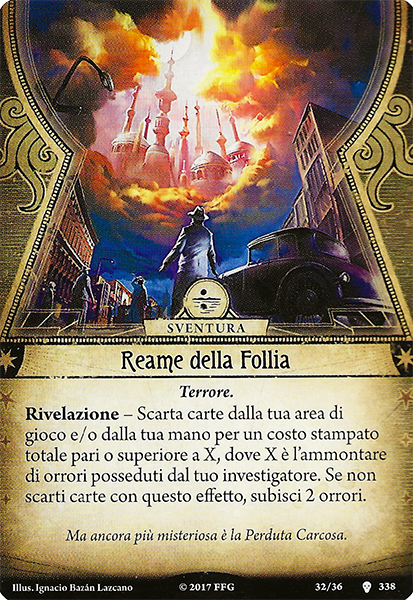 SVENTURA
Reame della Follia
Terrore.
Rivelazione – Scarta carte dalla tua area di
gioco e/o dalla tua mano per un costo stampato
totale pari o superiore a X, dove X è l'ammontare
di orrori posseduti dal tuo investigatore. Se non
scarti carte con questo effetto, subisci 2 orrori.
Ma ancora più misteriosa è la Perduta Carcosa.
Illus. Ignacio Bazán Lazcano © 2017 FFG 32/36 338